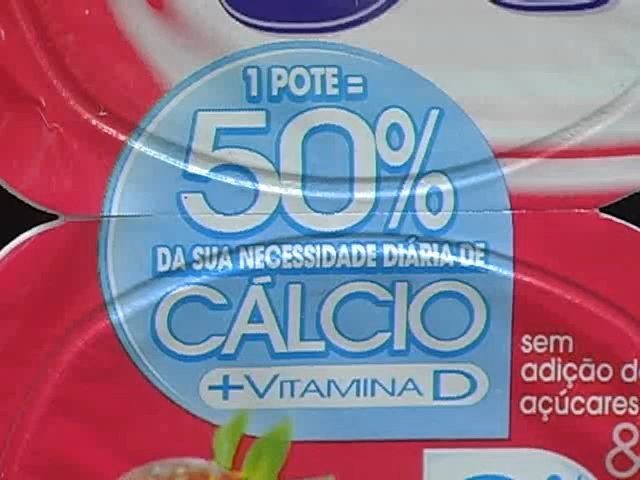 1 POTE =
50%
DA SUA NECESSIDADE DIÁRIA DE
CÁLCIO
+VITAMINA D
sem
adição
açúcares
&